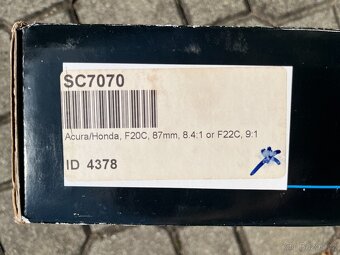 SC7070
Acura/Honda, F20C, 87mm, 8.4:1 or F22C, 9:1
ID 4378